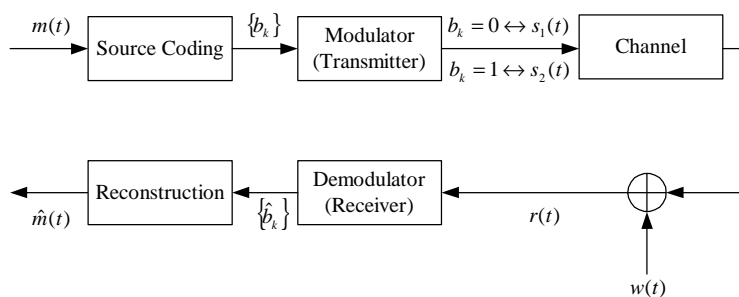 m(t)
Source Coding
{b_k}
Modulator
(Transmitter)
b_k = 0 ↔ s_1(t)
b_k = 1 ↔ s_2(t)
Channel
m̂(t)
Reconstruction
{b̂_k}
Demodulator
(Receiver)
r(t)
w(t)